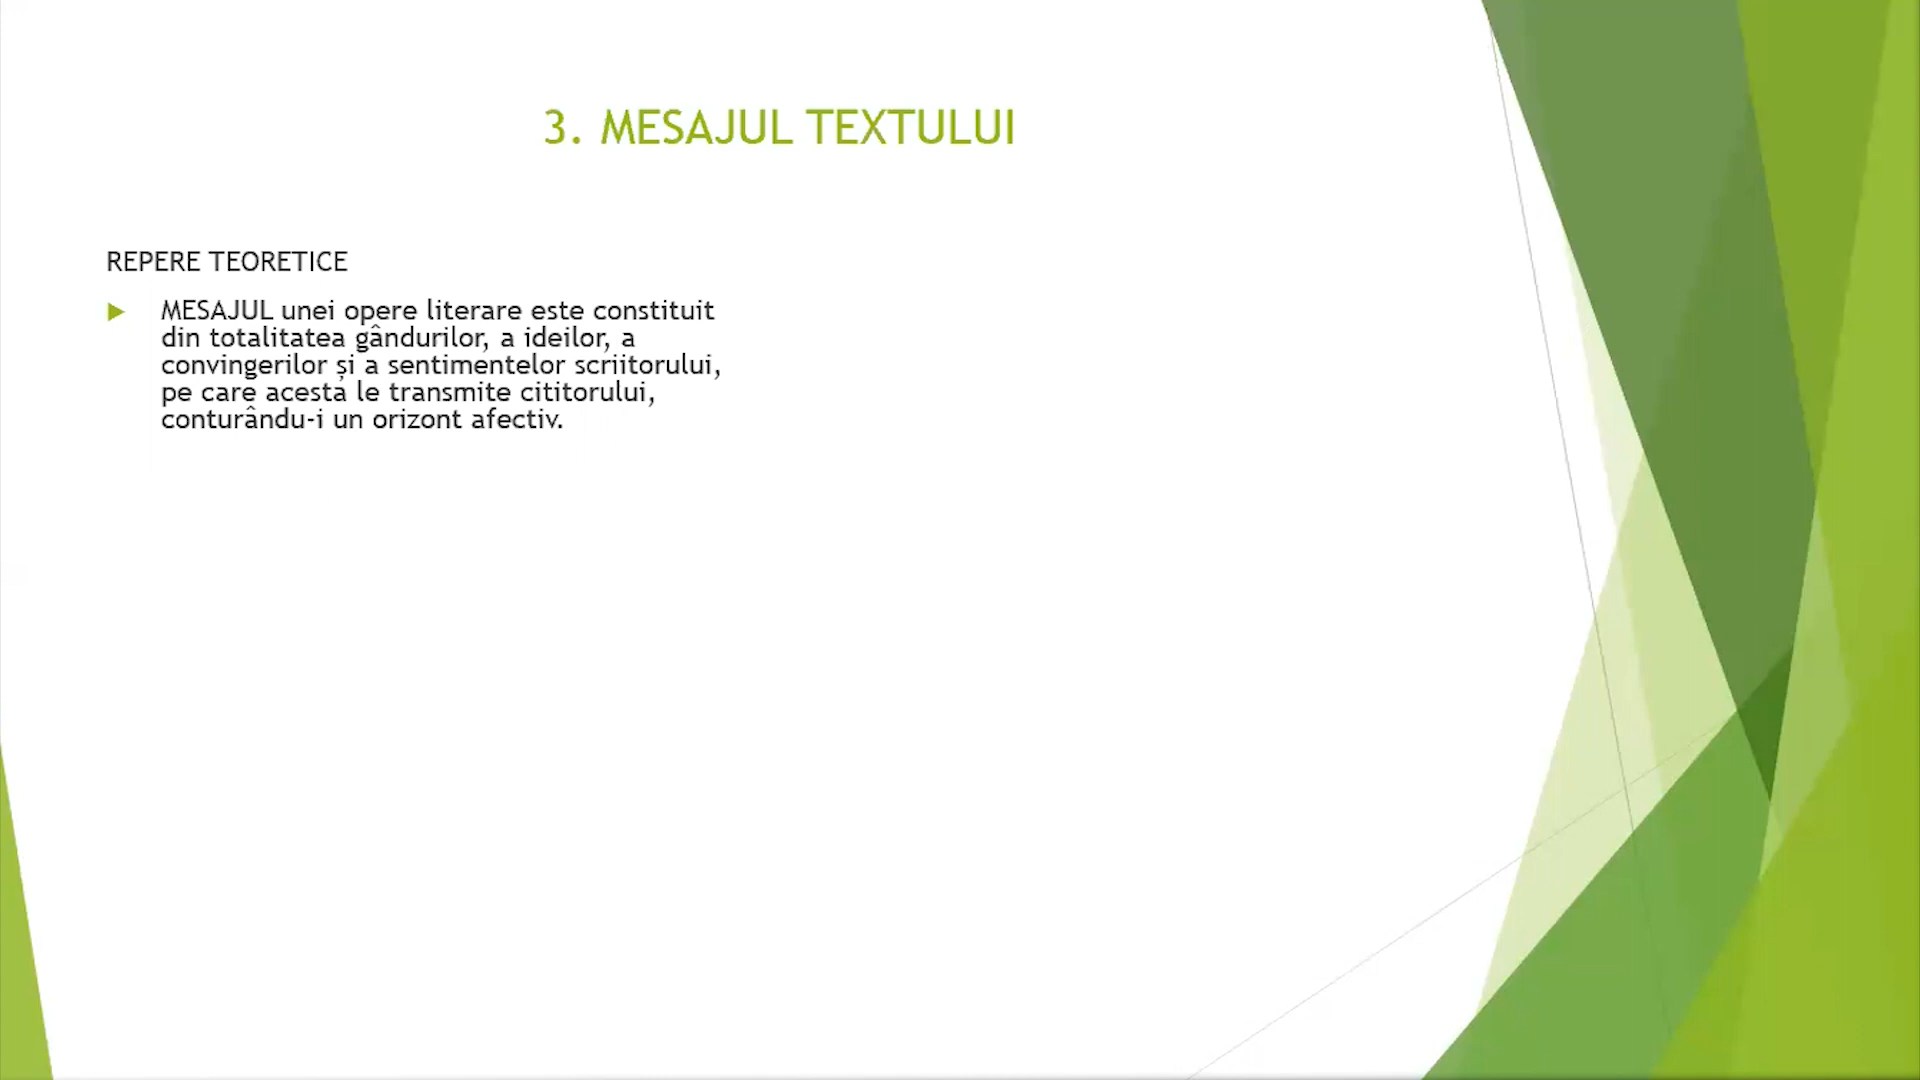 3. MESAJUL TEXTULUI
REPERE TEORETICE
MESAJUL unei opere literare este constituit
din totalitatea gândurilor, a ideilor, a
convingerilor și a sentimentelor scriitorului,
pe care acesta le transmite cititorului,
conturându-i un orizont afectiv.